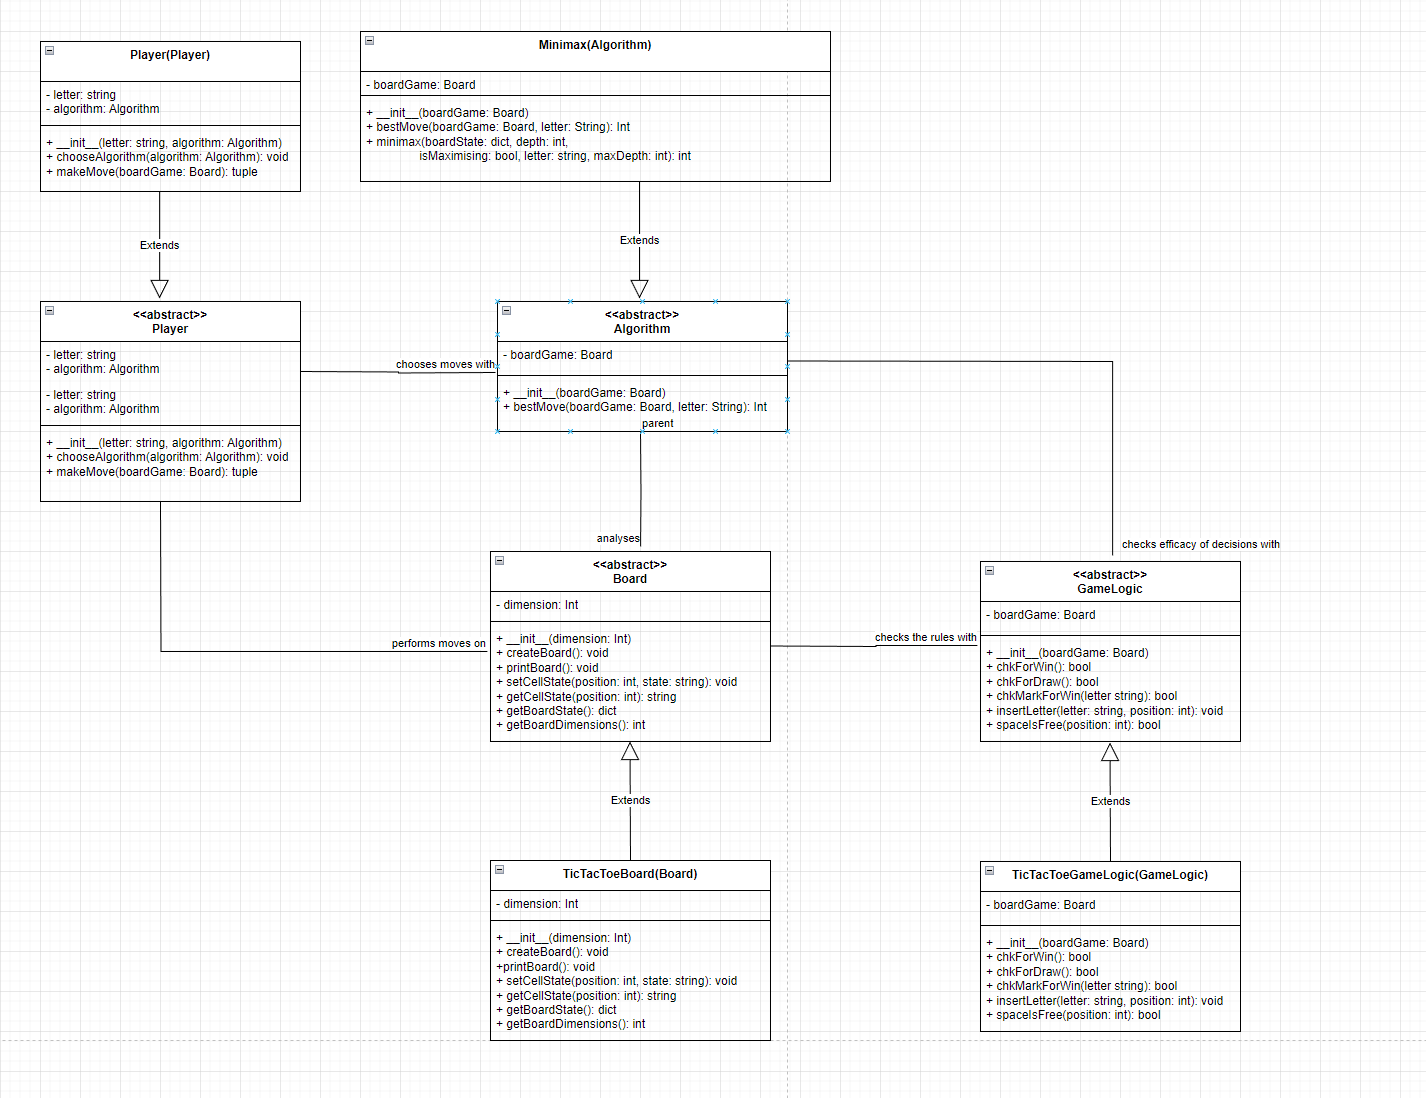 Player(Player)
- letter: string
- algorithm: Algorithm
+ __init__(letter: string, algorithm: Algorithm)
+ chooseAlgorithm(algorithm: Algorithm): void
+ makeMove(boardGame: Board): tuple
Extends
Minimax(Algorithm)
- boardGame: Board
+ __init__(boardGame: Board)
+ bestMove(boardGame: Board, letter: String): Int
+ minimax(boardState: dict, depth: int,
isMaximising: bool, letter: string, maxDepth: int): int
Extends
<<abstract>>
Player
- letter: string
- algorithm: Algorithm
- letter: string
- algorithm: Algorithm
+ __init__(letter: string, algorithm: Algorithm)
+ chooseAlgorithm(algorithm: Algorithm): void
+ makeMove(boardGame: Board): tuple
chooses moves with
<<abstract>>
Algorithm
- boardGame: Board
+ __init__(boardGame: Board)
+ bestMove(boardGame: Board, letter: String): Int
parent
analyses
checks efficacy of decisions with
performs moves on
<<abstract>>
Board
- dimension: Int
+ __init__(dimension: Int)
+ createBoard(): void
+ printBoard(): void
+ setCellState(position: int, state: string): void
+ getCellState(position: int): string
+ getBoardState(): dict
+ getBoardDimensions(): int
checks the rules with
<<abstract>>
GameLogic
- boardGame: Board
+ __init__(boardGame: Board)
+ chkForWin(): bool
+ chkForDraw(): bool
+ chkMarkForWin(letter string): bool
+ insertLetter(letter: string, position: int): void
+ spaceIsFree(position: int): bool
Extends
Extends
TicTacToeBoard(Board)
- dimension: Int
+ __init__(dimension: Int)
+ createBoard(): void
+printBoard(): void
+ setCellState(position: int, state: string): void
+ getCellState(position: int): string
+ getBoardState(): dict
+ getBoardDimensions(): int
TicTacToeGameLogic(GameLogic)
- boardGame: Board
+ __init__(boardGame: Board)
+ chkForWin(): bool
+ chkForDraw(): bool
+ chkMarkForWin(letter string): bool
+ insertLetter(letter: string, position: int): void
+ spaceIsFree(position: int): bool